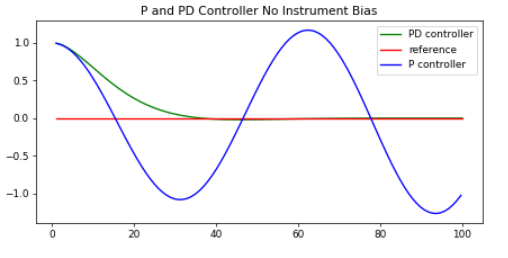 P and PD Controller No Instrument Bias
PD controller
reference
P controller
1.0
0.5
0.0
−0.5
−1.0
0 20 40 60 80 100